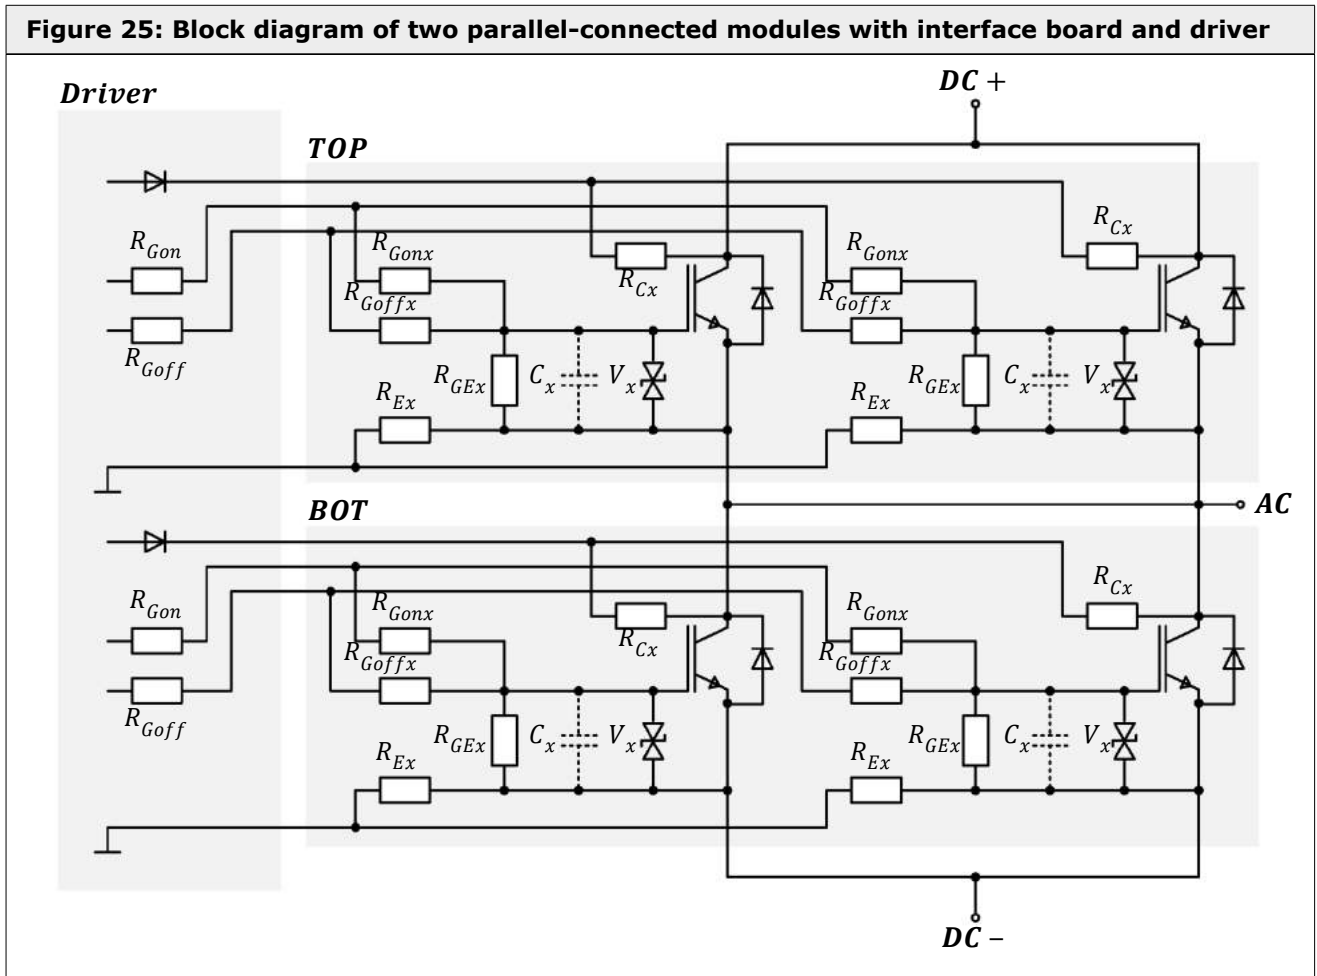 Figure 25: Block diagram of two parallel-connected modules with interface board and driver
DC +
Driver
TOP
R_Cx
R_Gon
R_Gonx
R_Gonx
R_Cx
R_Goffx
R_Goffx
R_Goff
R_GEx
C_x
V_x
R_GEx
C_x
V_x
R_Ex
R_Ex
AC
BOT
R_Cx
R_Gon
R_Gonx
R_Gonx
R_Cx
R_Goffx
R_Goffx
R_Goff
R_GEx
C_x
V_x
R_GEx
C_x
V_x
R_Ex
R_Ex
DC –